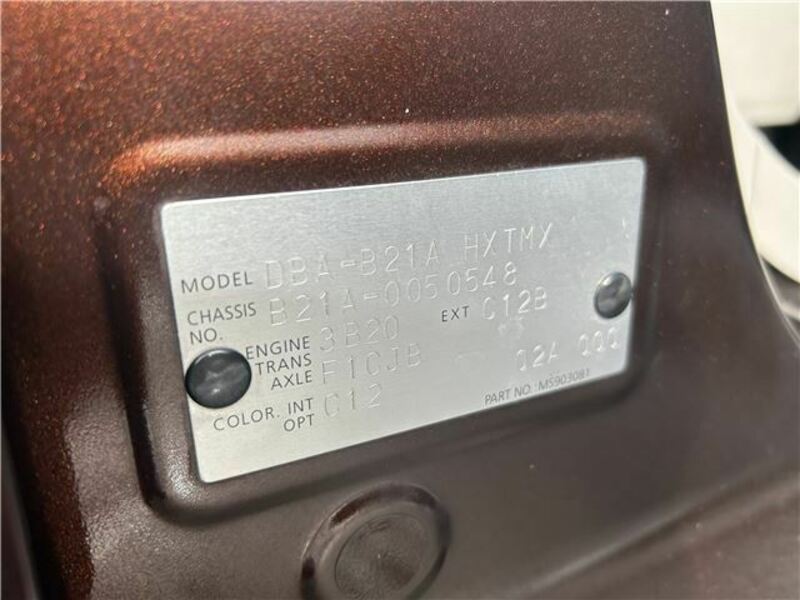 MODEL DBA-B21A HXTMX
CHASSIS NO. B21A-0050548
ENGINE 3B20 EXT C12B
TRANS AXLE F1CJB 02A 000
COLOR. INT OPT C12
PART NO. M5903081